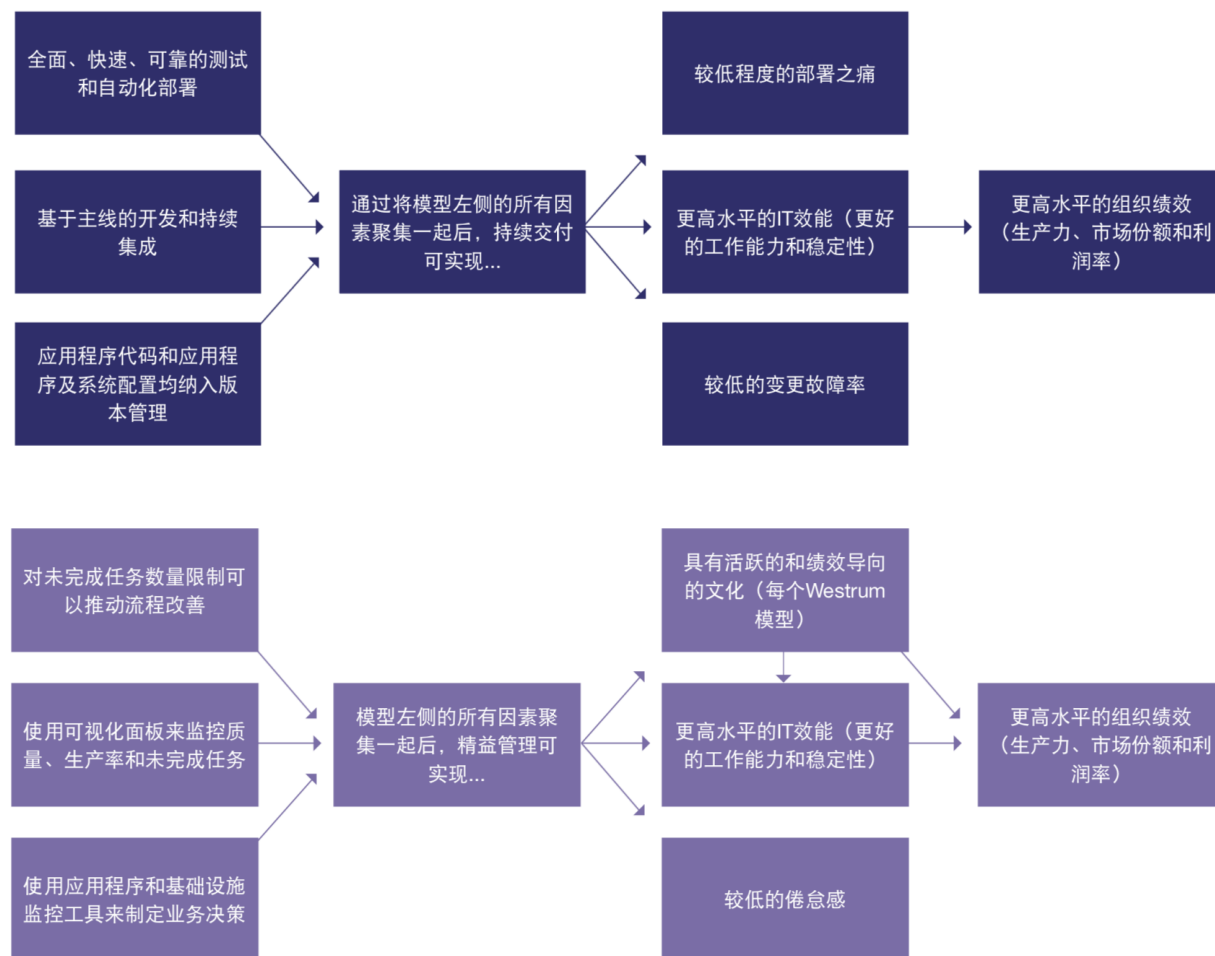 全面、快速、可靠的测试
和自动化部署
较低程度的部署之痛
基于主线的开发和持续
集成
通过将模型左侧的所有因
素聚集一起后，持续交付
可实现...
更高水平的IT效能（更好
的工作能力和稳定性）
更高水平的组织绩效
（生产力、市场份额和利
润率）
应用程序代码和应用程
序及系统配置均纳入版
本管理
较低的变更故障率
对未完成任务数量限制可
以推动流程改善
具有活跃的和绩效导向
的文化（每个Westrum
模型）
使用可视化面板来监控质
量、生产率和未完成任务
模型左侧的所有因素聚
集一起后，精益管理可
实现...
更高水平的IT效能（更好
的工作能力和稳定性）
更高水平的组织绩效
（生产力、市场份额和利
润率）
使用应用程序和基础设施
监控工具来制定业务决策
较低的倦怠感